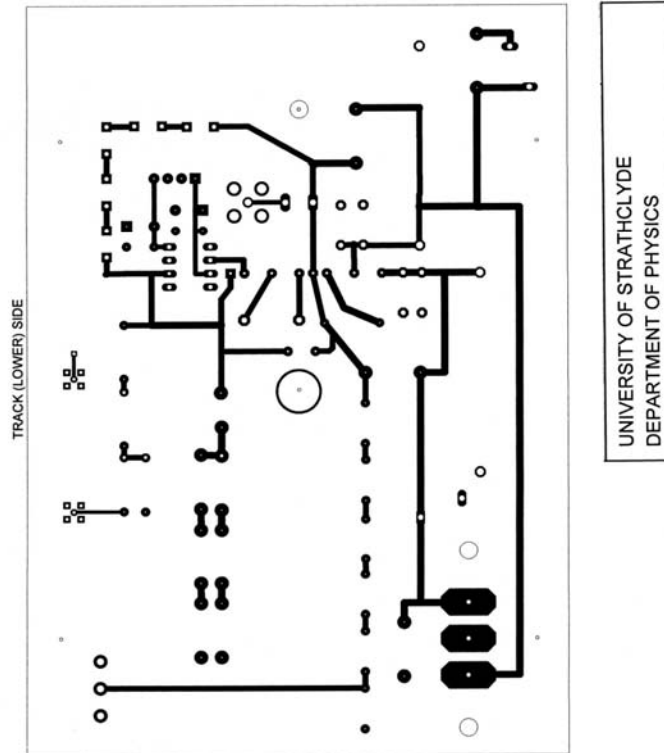 TRACK (LOWER) SIDE
UNIVERSITY OF STRATHCLYDE
DEPARTMENT OF PHYSICS